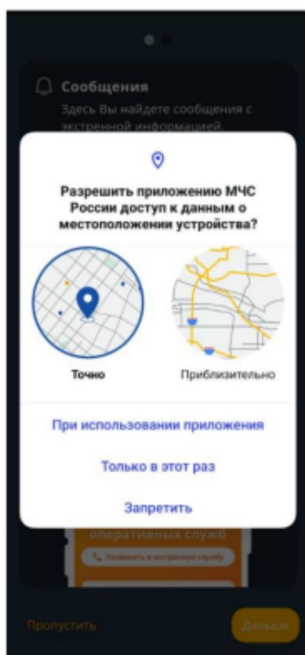 Сообщения
Здесь Вы найдете сообщения с
экстренной информацией.
Разрешить приложению МЧС
России доступ к данным о
местоположении устройства?
Точно
Приблизительно
При использовании приложения
Только в этот раз
Запретить
оперативных служб
Позвонить в экстренную службу
Пропустить
Дальше